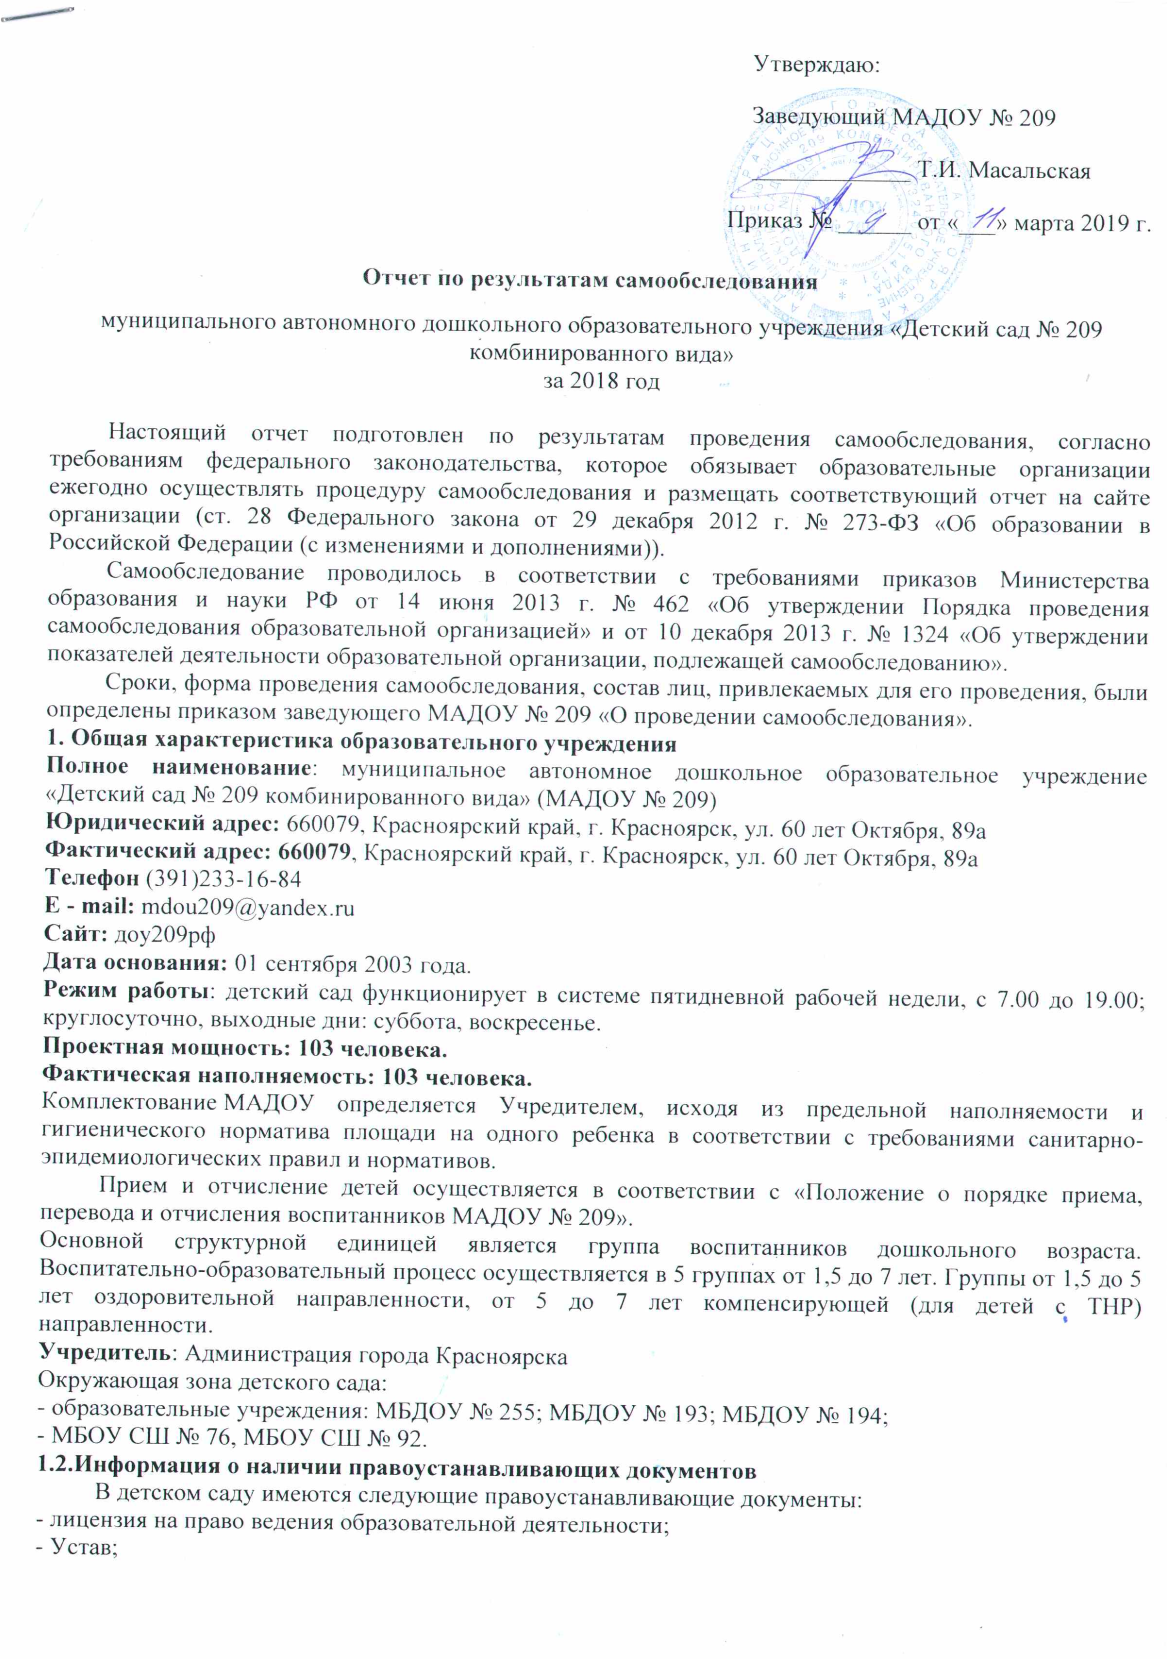 Утверждаю:
Заведующий МАДОУ № 209
Т.И. Масальская
Приказ № 9 от «11» марта 2019 г.
Отчет по результатам самообследования
муниципального автономного дошкольного образовательного учреждения «Детский сад № 209
комбинированного вида»
за 2018 год
Настоящий отчет подготовлен по результатам проведения самообследования, согласно
требованиям федерального законодательства, которое обязывает образовательные организации
ежегодно осуществлять процедуру самообследования и размещать соответствующий отчет на сайте
организации (ст. 28 Федерального закона от 29 декабря 2012 г. № 273-ФЗ «Об образовании в
Российской Федерации (с изменениями и дополнениями)).
Самообследование проводилось в соответствии с требованиями приказов Министерства
образования и науки РФ от 14 июня 2013 г. № 462 «Об утверждении Порядка проведения
самообследования образовательной организацией» и от 10 декабря 2013 г. № 1324 «Об утверждении
показателей деятельности образовательной организации, подлежащей самообследованию».
Сроки, форма проведения самообследования, состав лиц, привлекаемых для его проведения, были
определены приказом заведующего МАДОУ № 209 «О проведении самообследования».
1. Общая характеристика образовательного учреждения
Полное наименование: муниципальное автономное дошкольное образовательное учреждение
«Детский сад № 209 комбинированного вида» (МАДОУ № 209)
Юридический адрес: 660079, Красноярский край, г. Красноярск, ул. 60 лет Октября, 89а
Фактический адрес: 660079, Красноярский край, г. Красноярск, ул. 60 лет Октября, 89а
Телефон (391)233-16-84
E - mail: mdou209@yandex.ru
Сайт: доу209рф
Дата основания: 01 сентября 2003 года.
Режим работы: детский сад функционирует в системе пятидневной рабочей недели, с 7.00 до 19.00;
круглосуточно, выходные дни: суббота, воскресенье.
Проектная мощность: 103 человека.
Фактическая наполняемость: 103 человека.
Комплектование МАДОУ определяется Учредителем, исходя из предельной наполняемости и
гигиенического норматива площади на одного ребенка в соответствии с требованиями санитарно-
эпидемиологических правил и нормативов.
Прием и отчисление детей осуществляется в соответствии с «Положение о порядке приема,
перевода и отчисления воспитанников МАДОУ № 209».
Основной структурной единицей является группа воспитанников дошкольного возраста.
Воспитательно-образовательный процесс осуществляется в 5 группах от 1,5 до 7 лет. Группы от 1,5 до 5
лет оздоровительной направленности, от 5 до 7 лет компенсирующей (для детей с ТНР)
направленности.
Учредитель: Администрация города Красноярска
Окружающая зона детского сада:
- образовательные учреждения: МБДОУ № 255; МБДОУ № 193; МБДОУ № 194;
- МБОУ СШ № 76, МБОУ СШ № 92.
1.2.Информация о наличии правоустанавливающих документов
В детском саду имеются следующие правоустанавливающие документы:
- лицензия на право ведения образовательной деятельности;
- Устав;